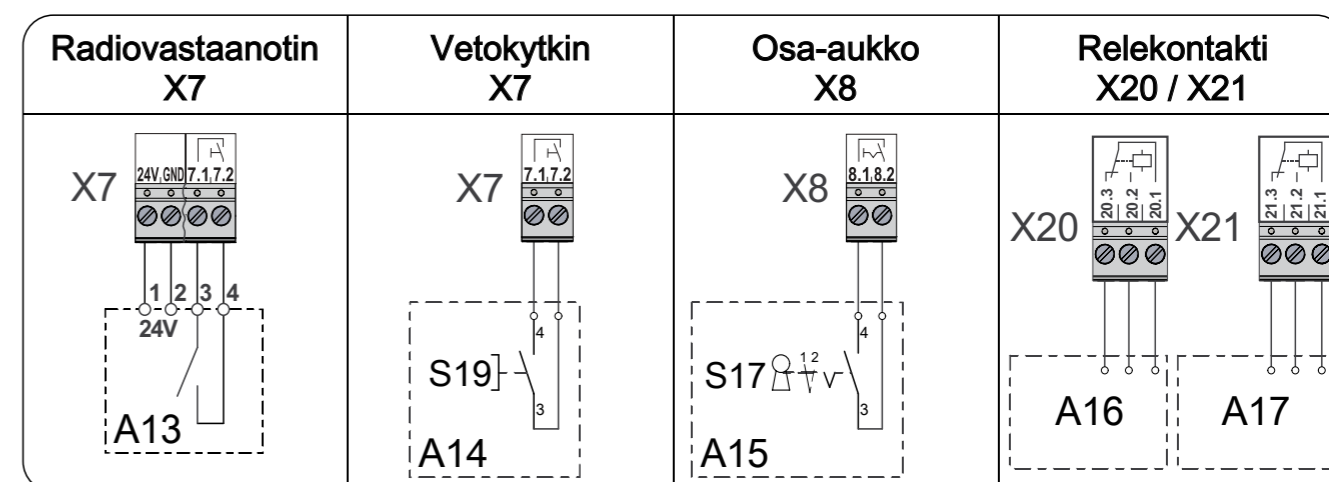 Radiovastaanotin
X7
Vetokytkin
X7
Osa-aukko
X8
Relekontakti
X20 / X21
X7
24V GND 7.1 7.2
1 2 3 4
24V
A13
X7
7.1 7.2
4
S19
3
A14
X8
8.1 8.2
4
S17
1 2
3
A15
X20
20.3
20.2
20.1
A16
X21
21.3
21.2
21.1
A17